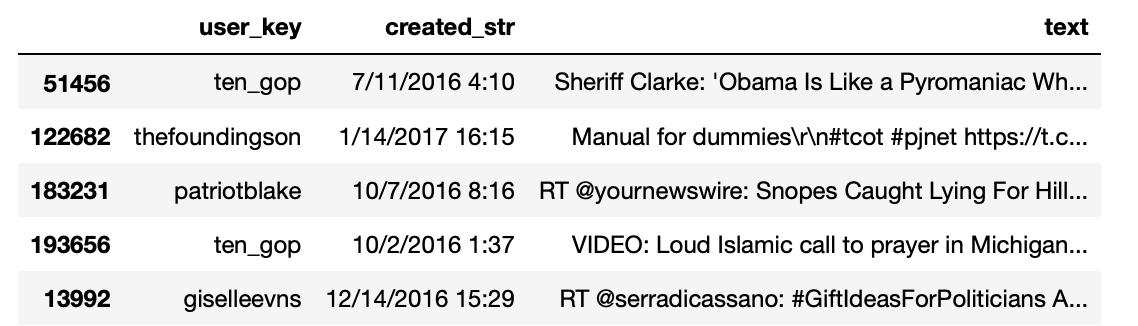 user_key created_str text
51456 ten_gop 7/11/2016 4:10 Sheriff Clarke: 'Obama Is Like a Pyromaniac Wh...
122682 thefoundingson 1/14/2017 16:15 Manual for dummies\r\n#tcot #pjnet https://t.c...
183231 patriotblake 10/7/2016 8:16 RT @yournewswire: Snopes Caught Lying For Hill...
193656 ten_gop 10/2/2016 1:37 VIDEO: Loud Islamic call to prayer in Michigan...
13992 giselleevns 12/14/2016 15:29 RT @serradicassano: #GiftIdeasForPoliticians A...